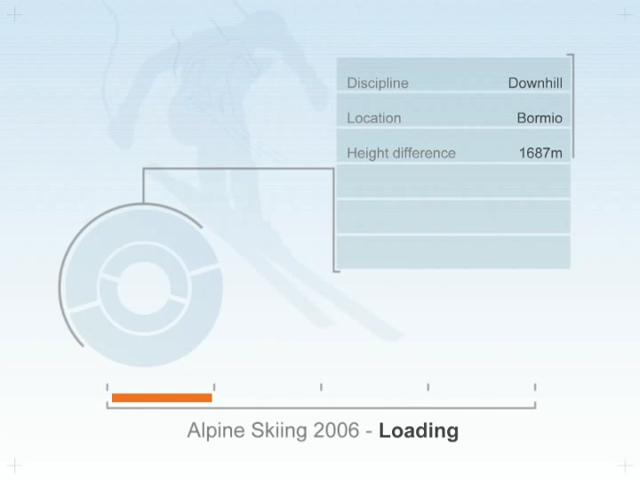 Discipline Downhill
Location Bormio
Height difference 1687m
Alpine Skiing 2006 - Loading